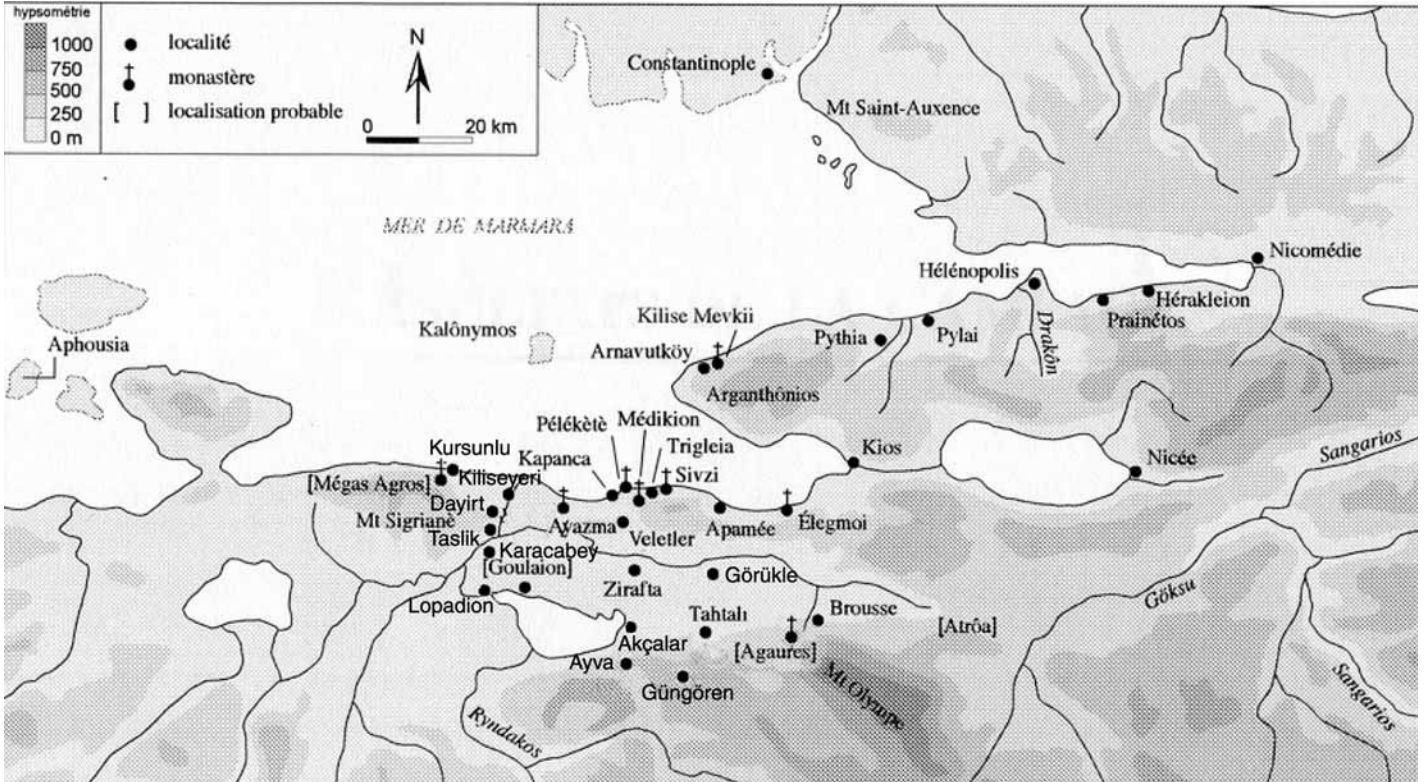 hypsométrie
1000
750
500
250
0 m
localité
monastère
[ ] localisation probable
N
0 20 km
Constantinople
Mt Saint-Auxence
MER DE MARMARA
Nicomédie
Hélénopolis
Hérakleion
Prainétos
Drakôn
Kilise Mevkii
Kalônymos
Pythia
Pylai
Aphousia
Arnavutköy
Arganthônios
Pélékètè
Médikion
Trigleia
Sivzi
Kapanca
Kios
Nicée
Sangarios
Kursunlu
Kiliseyeri
[Mégas Agros]
Dayirt
Mt Sigrianè
Taslik
Ayazma
Veletler
Apamée
Élegmoi
Karacabey
[Goulaion]
Zirafta
Görükle
Göksu
Lopadion
Tahtalı
Brousse
[Atrôa]
Akçalar
[Agaures]
Ayva
Güngören
Mt Olympe
Ryndakos
Sangarios